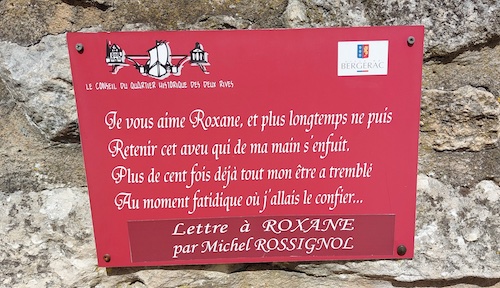 LE CONSEIL DU QUARTIER HISTORIQUE DES DEUX RIVES
BERGERAC
Je vous aime Roxane, et plus longtemps ne puis
Retenir cet aveu qui de ma main s'enfuit.
Plus de cent fois déjà tout mon être a tremblé
Au moment fatidique où j'allais le confier...
Lettre à ROXANE
par Michel ROSSIGNOL